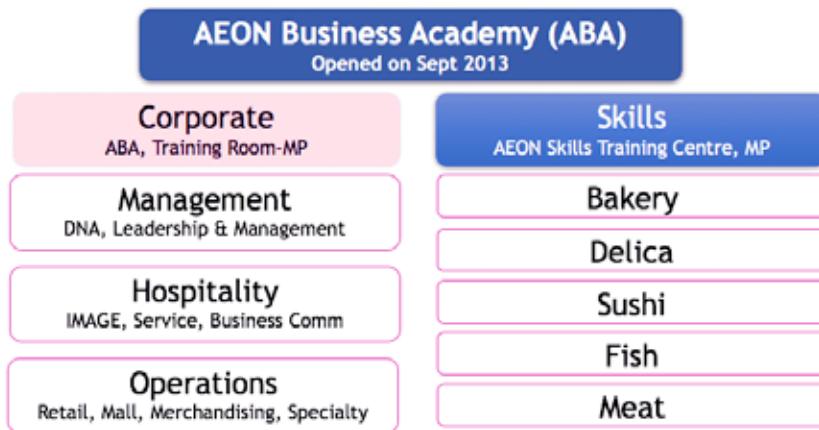 AEON Business Academy (ABA)
Opened on Sept 2013
Corporate
ABA, Training Room-MP
Management
DNA, Leadership & Management
Hospitality
IMAGE, Service, Business Comm
Operations
Retail, Mall, Merchandising, Specialty
Skills
AEON Skills Training Centre, MP
Bakery
Delica
Sushi
Fish
Meat